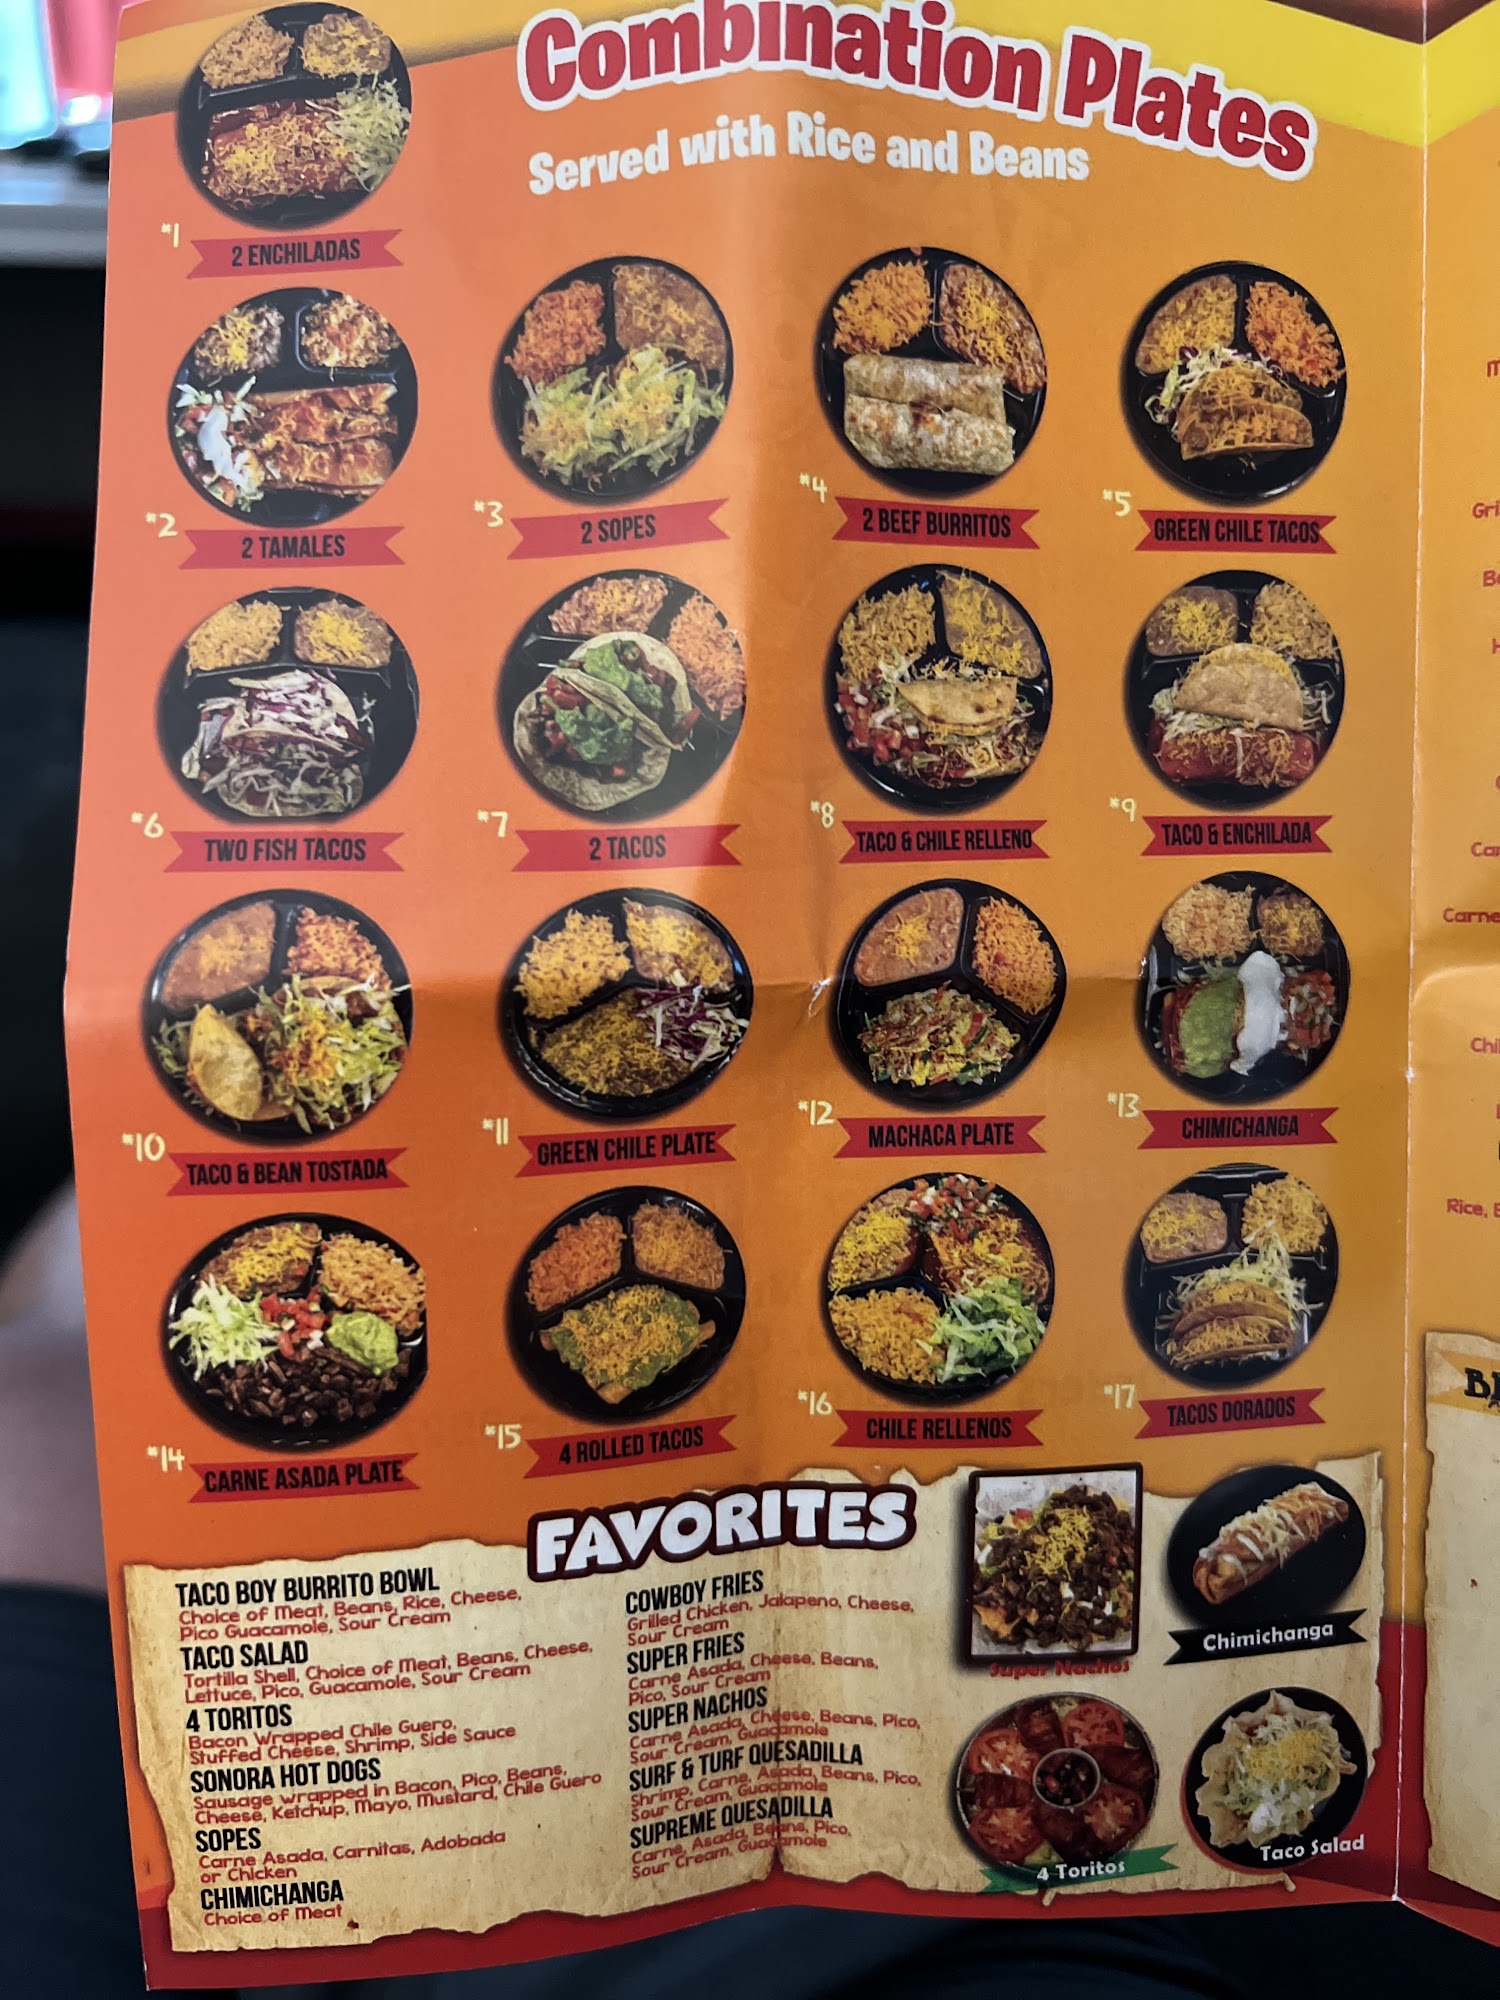 Combination Plates
Served with Rice and Beans
*1
2 ENCHILADAS
*2
2 TAMALES
*3
2 SOPES
*4
2 BEEF BURRITOS
*5
GREEN CHILE TACOS
*6
TWO FISH TACOS
*7
2 TACOS
*8
TACO & CHILE RELLENO
*9
TACO & ENCHILADA
*10
TACO & BEAN TOSTADA
*11
GREEN CHILE PLATE
*12
MACHACA PLATE
*13
CHIMICHANGA
*14
CARNE ASADA PLATE
*15
4 ROLLED TACOS
*16
CHILE RELLENOS
*17
TACOS DORADOS
FAVORITES
TACO BOY BURRITO BOWL
Choice of Meat, Beans, Rice, Cheese,
Pico Guacamole, Sour Cream
TACO SALAD
Tortilla Shell, Choice of Meat, Beans, Cheese,
Lettuce, Pico, Guacamole, Sour Cream
4 TORITOS
Bacon Wrapped Chile Guero,
Stuffed Cheese, Shrimp, Side Sauce
SONORA HOT DOGS
Sausage wrapped in Bacon, Pico, Beans,
Cheese, Ketchup, Mayo, Mustard, Chile Guero
SOPES
Carne Asada, Carnitas, Adobada
or Chicken
CHIMICHANGA
Choice of Meat
COWBOY FRIES
Grilled Chicken, Jalapeno, Cheese,
Sour Cream
SUPER FRIES
Carne Asada, Cheese, Beans,
Pico, Sour Cream
SUPER NACHOS
Carne Asada, Cheese, Beans, Pico,
Sour Cream, Guacamole
SURF & TURF QUESADILLA
Shrimp, Carne, Asada, Beans, Pico,
Sour Cream, Guacamole
SUPREME QUESADILLA
Carne, Asada, Beans, Pico,
Sour Cream, Guacamole
Super Nachos
Chimichanga
4 Toritos
Taco Salad
Carne
Rice,